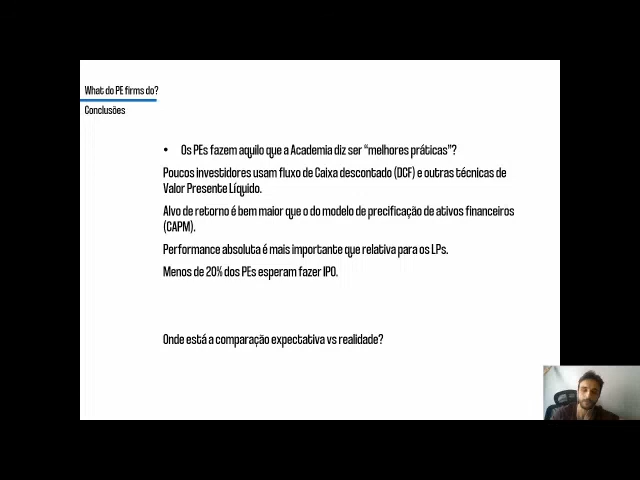 What do PE firms do?
Conclusões
• Os PEs fazem aquilo que a Academia diz ser “melhores práticas”?
Poucos investidores usam fluxo de Caixa descontado (DCF) e outras técnicas de
Valor Presente Líquido.
Alvo de retorno é bem maior que o do modelo de precificação de ativos financeiros
(CAPM).
Performance absoluta é mais importante que relativa para os LPs.
Menos de 20% dos PEs esperam fazer IPO.
Onde está a comparação expectativa vs realidade?